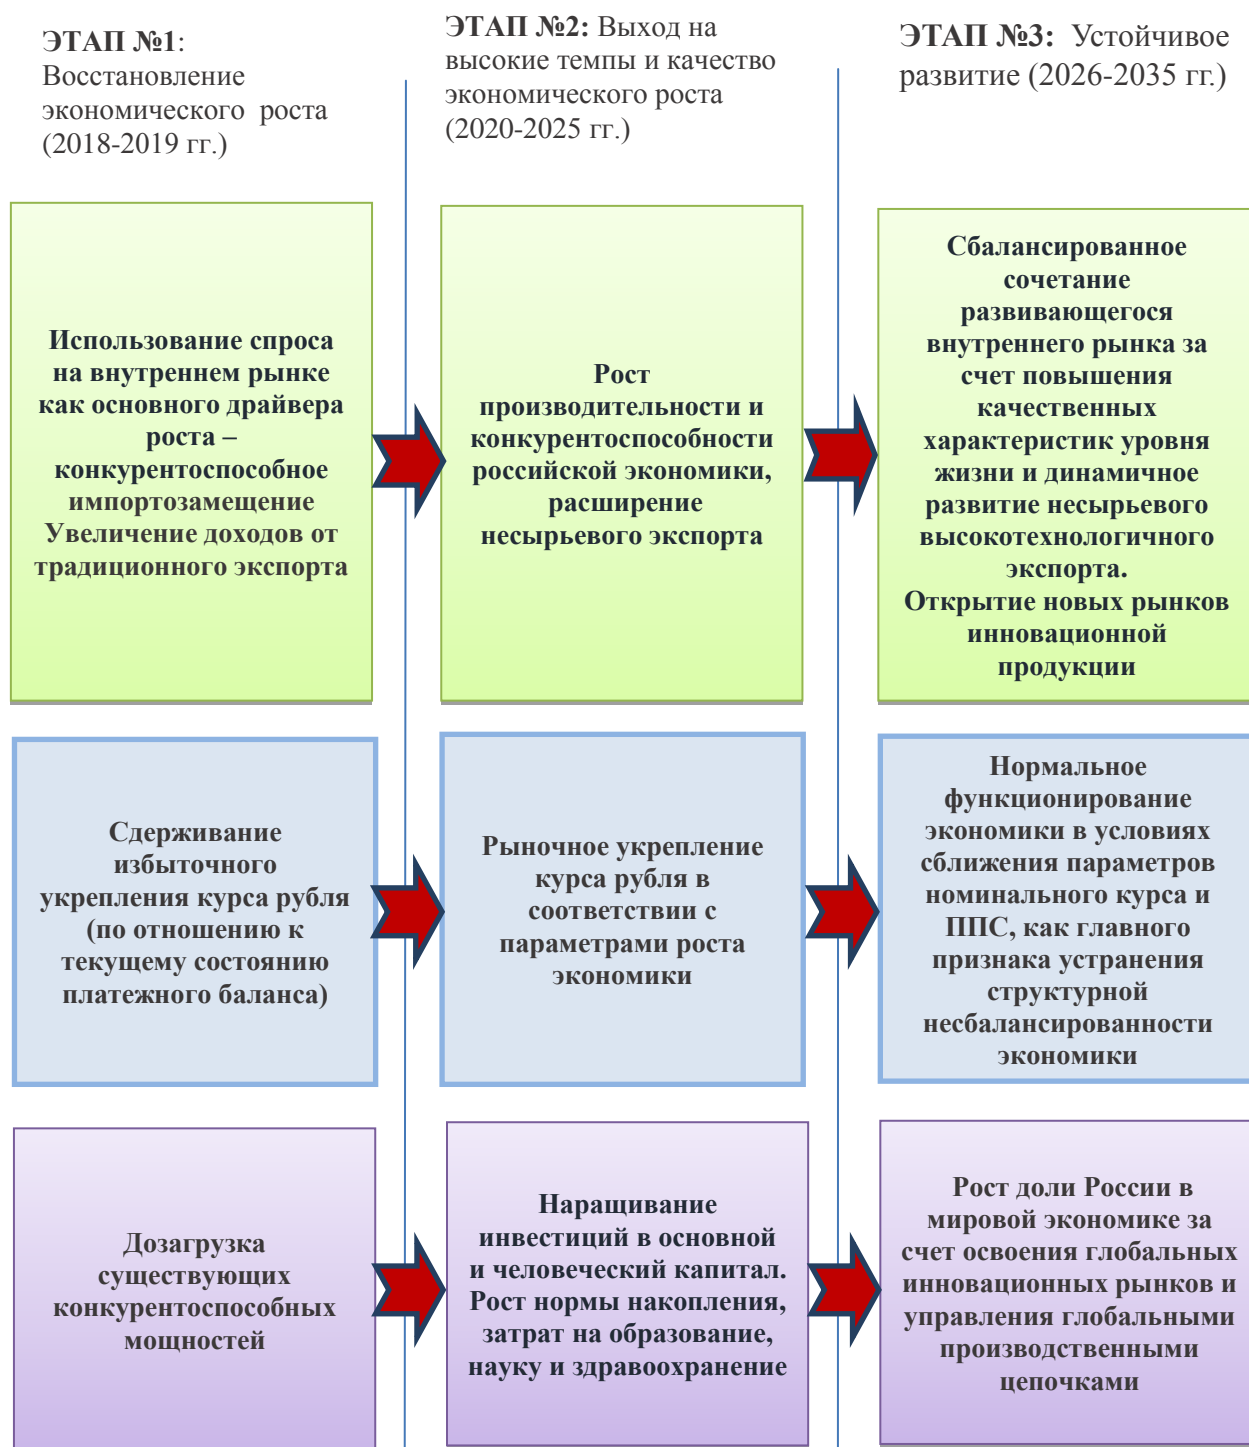 ЭТАП №1:
Восстановление
экономического роста
(2018-2019 гг.)
ЭТАП №2: Выход на
высокие темпы и качество
экономического роста
(2020-2025 гг.)
ЭТАП №3: Устойчивое
развитие (2026-2035 гг.)
Использование спроса
на внутреннем рынке
как основного драйвера
роста –
конкурентоспособное
импортозамещение
Увеличение доходов от
традиционного экспорта
Рост
производительности и
конкурентоспособности
российской экономики,
расширение
несырьевого экспорта
Сбалансированное
сочетание
развивающегося
внутреннего рынка за
счет повышения
качественных
характеристик уровня
жизни и динамичное
развитие несырьевого
высокотехнологичного
экспорта.
Открытие новых рынков
инновационной
продукции
Сдерживание
избыточного
укрепления курса рубля
(по отношению к
текущему состоянию
платежного баланса)
Рыночное укрепление
курса рубля в
соответствии с
параметрами роста
экономики
Нормальное
функционирование
экономики в условиях
сближения параметров
номинального курса и
ППС, как главного
признака устранения
структурной
несбалансированности
экономики
Дозагрузка
существующих
конкурентоспособных
мощностей
Наращивание
инвестиций в основной
и человеческий капитал.
Рост нормы накопления,
затрат на образование,
науку и здравоохранение
Рост доли России в
мировой экономике за
счет освоения глобальных
инновационных рынков и
управления глобальными
производственными
цепочками